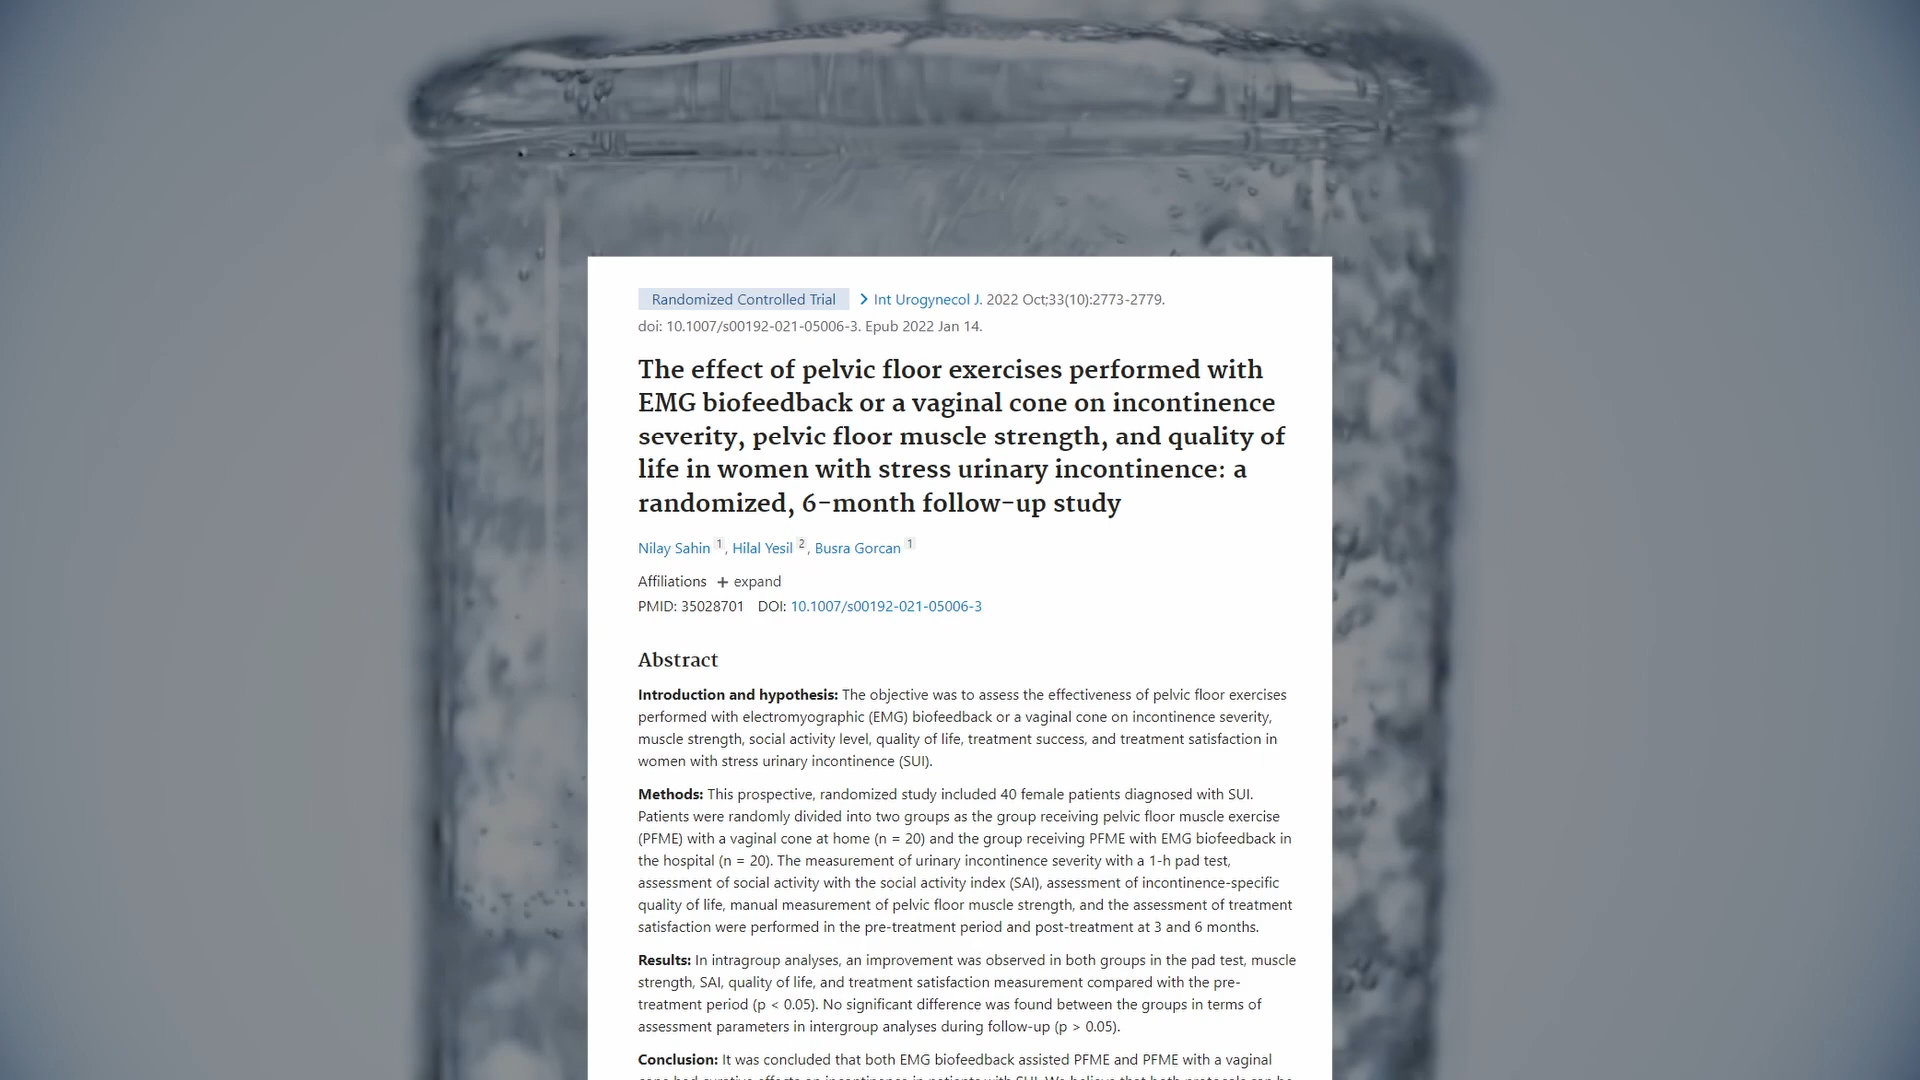 Randomized Controlled Trial > Int Urogynecol J. 2022 Oct;33(10):2773-2779.
doi: 10.1007/s00192-021-05006-3. Epub 2022 Jan 14.
The effect of pelvic floor exercises performed with
EMG biofeedback or a vaginal cone on incontinence
severity, pelvic floor muscle strength, and quality of
life in women with stress urinary incontinence: a
randomized, 6-month follow-up study
Nilay Sahin 1, Hilal Yesil 2, Busra Gorcan 1
Affiliations + expand
PMID: 35028701 DOI: 10.1007/s00192-021-05006-3
Abstract
Introduction and hypothesis: The objective was to assess the effectiveness of pelvic floor exercises
performed with electromyographic (EMG) biofeedback or a vaginal cone on incontinence severity,
muscle strength, social activity level, quality of life, treatment success, and treatment satisfaction in
women with stress urinary incontinence (SUI).
Methods: This prospective, randomized study included 40 female patients diagnosed with SUI.
Patients were randomly divided into two groups as the group receiving pelvic floor muscle exercise
(PFME) with a vaginal cone at home (n = 20) and the group receiving PFME with EMG biofeedback in
the hospital (n = 20). The measurement of urinary incontinence severity with a 1-h pad test,
assessment of social activity with the social activity index (SAI), assessment of incontinence-specific
quality of life, manual measurement of pelvic floor muscle strength, and the assessment of treatment
satisfaction were performed in the pre-treatment period and post-treatment at 3 and 6 months.
Results: In intragroup analyses, an improvement was observed in both groups in the pad test, muscle
strength, SAI, quality of life, and treatment satisfaction measurement compared with the pre-
treatment period (p < 0.05). No significant difference was found between the groups in terms of
assessment parameters in intergroup analyses during follow-up (p > 0.05).
Conclusion: It was concluded that both EMG biofeedback assisted PFME and PFME with a vaginal